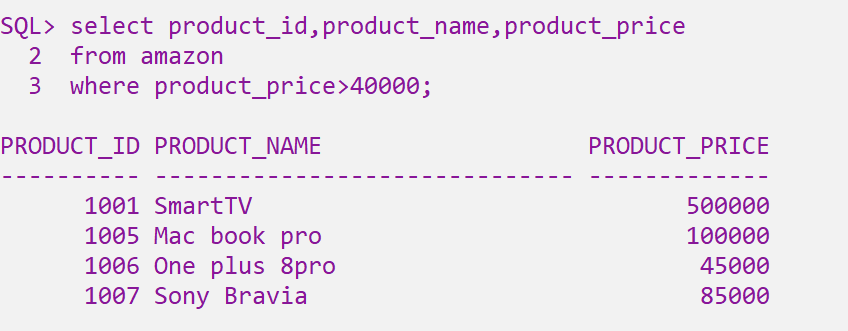 SQL> select product_id,product_name,product_price
  2  from amazon
  3  where product_price>40000;

PRODUCT_ID PRODUCT_NAME                   PRODUCT_PRICE
---------- ------------------------------ -------------
      1001 SmartTV                               500000
      1005 Mac book pro                          100000
      1006 One plus 8pro                          45000
      1007 Sony Bravia                            85000